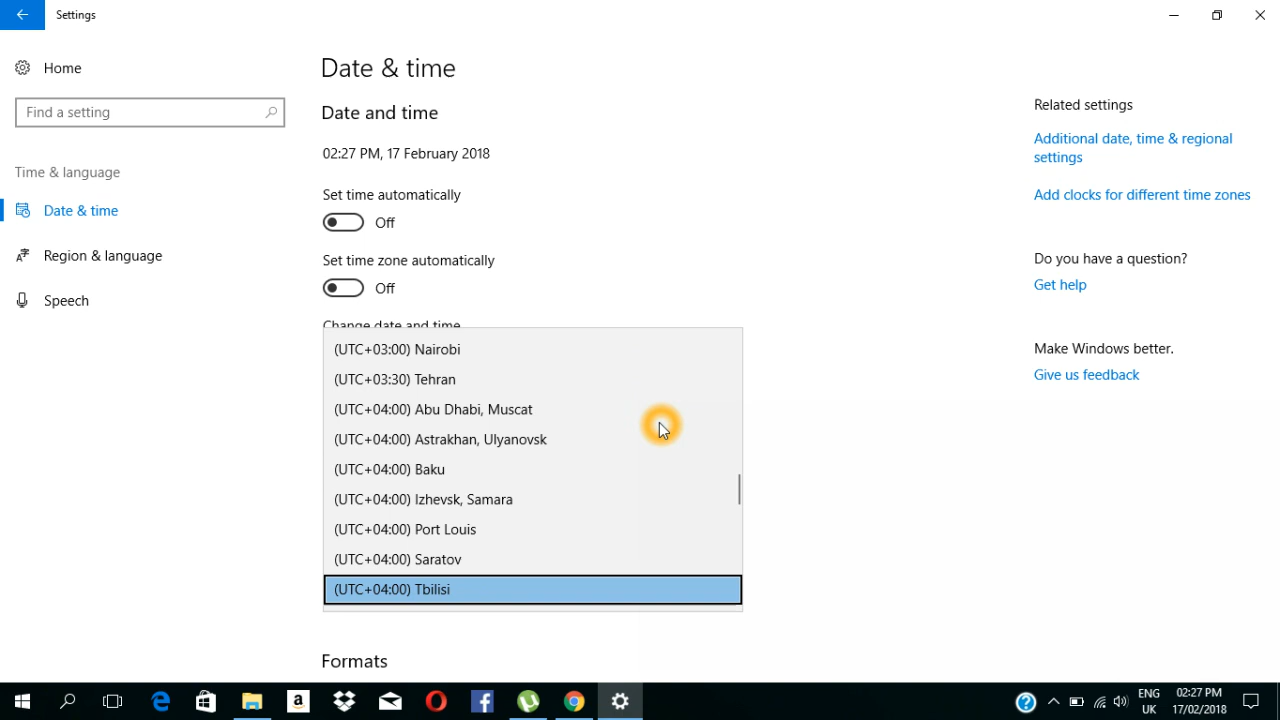 Settings
Home
Find a setting
Time & language
Date & time
Region & language
Speech
Date & time
Date and time
02:27 PM, 17 February 2018
Set time automatically
Off
Set time zone automatically
Off
Change date and time
(UTC+03:00) Nairobi
(UTC+03:30) Tehran
(UTC+04:00) Abu Dhabi, Muscat
(UTC+04:00) Astrakhan, Ulyanovsk
(UTC+04:00) Baku
(UTC+04:00) Izhevsk, Samara
(UTC+04:00) Port Louis
(UTC+04:00) Saratov
(UTC+04:00) Tbilisi
Formats
Related settings
Additional date, time & regional
settings
Add clocks for different time zones
Do you have a question?
Get help
Make Windows better.
Give us feedback
ENG
UK
02:27 PM
17/02/2018